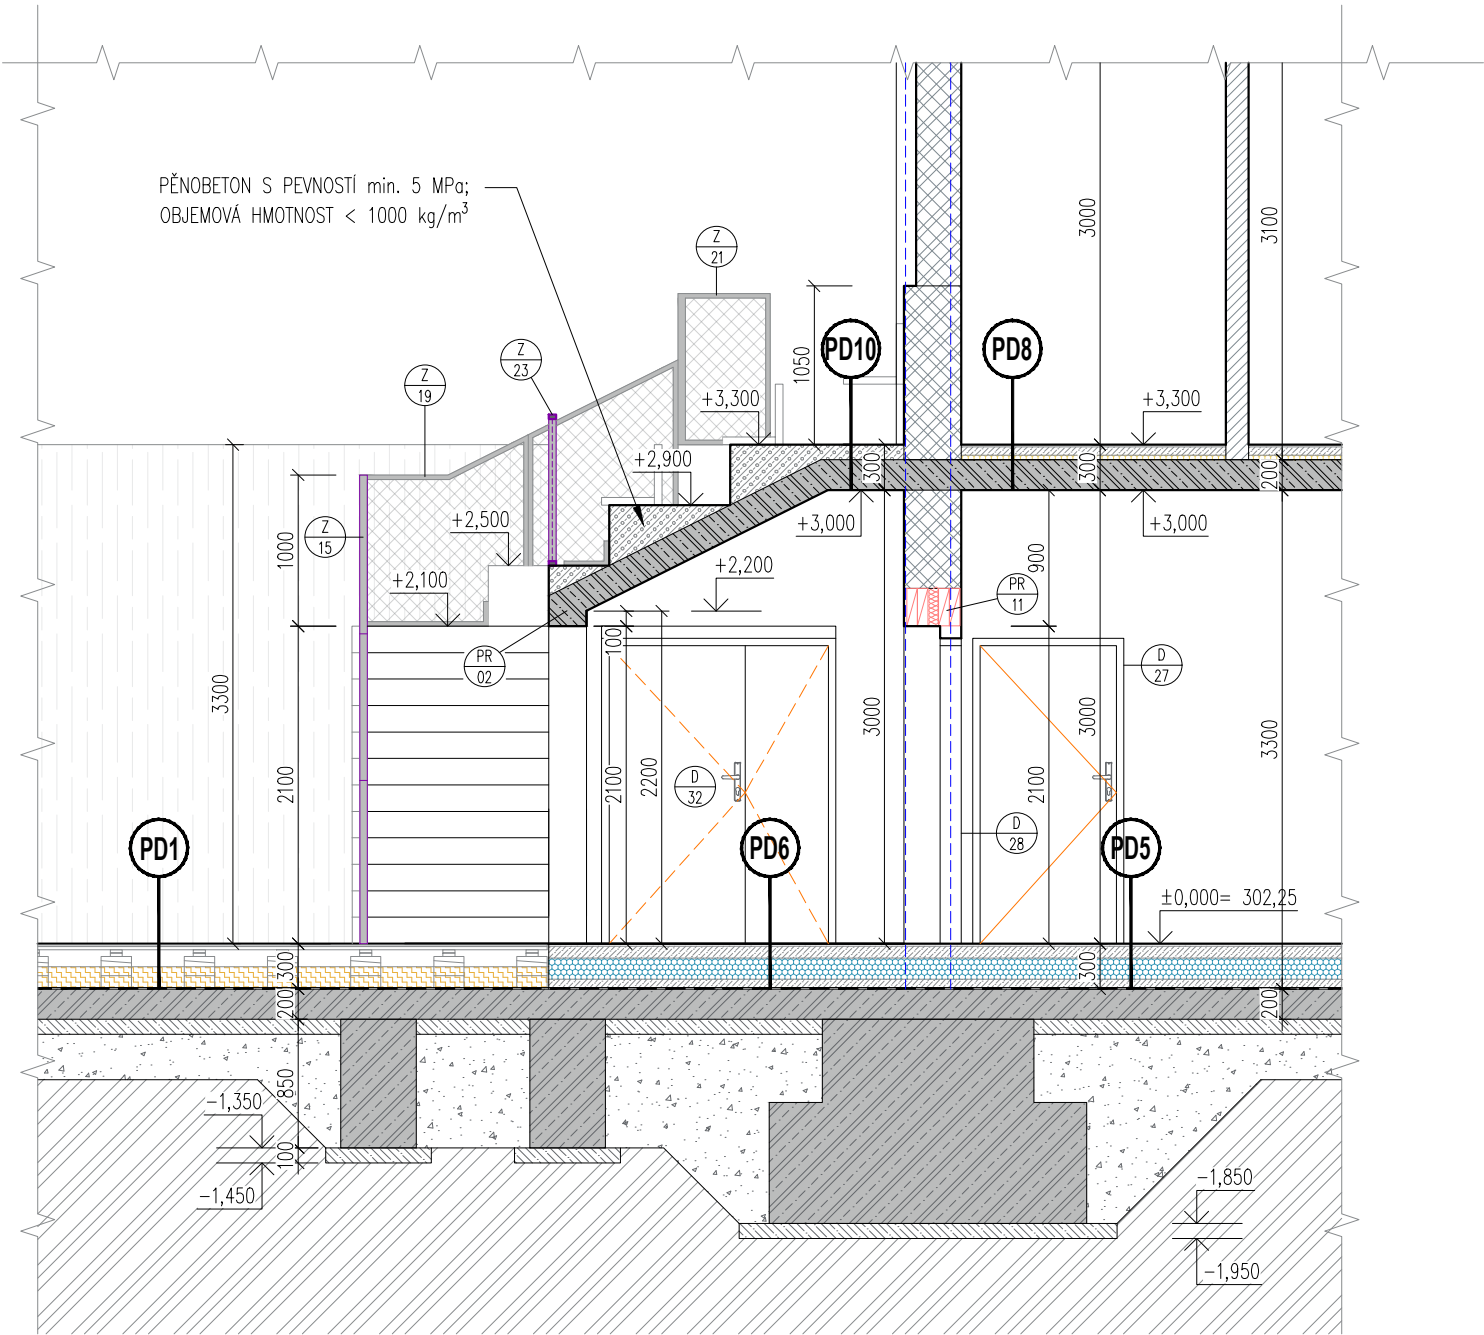 PĚNOBETON S PEVNOSTÍ min. 5 MPa;
OBJEMOVÁ HMOTNOST < 1000 kg/m³
Z
21
Z
23
Z
19
Z
15
PD10
PD8
3000
3100
1050
+3,300
+3,300
+2,900
300
300
200
+2,500
+3,000
+3,000
1000
+2,100
+2,200
900
PR
11
PR
02
100
D
27
3300
2100
2100
2200
3000
3000
2100
3300
D
32
D
28
PD1
PD6
PD5
±0,000= 302,25
300
300
200
200
850
-1,350
100
-1,450
-1,850
-1,950